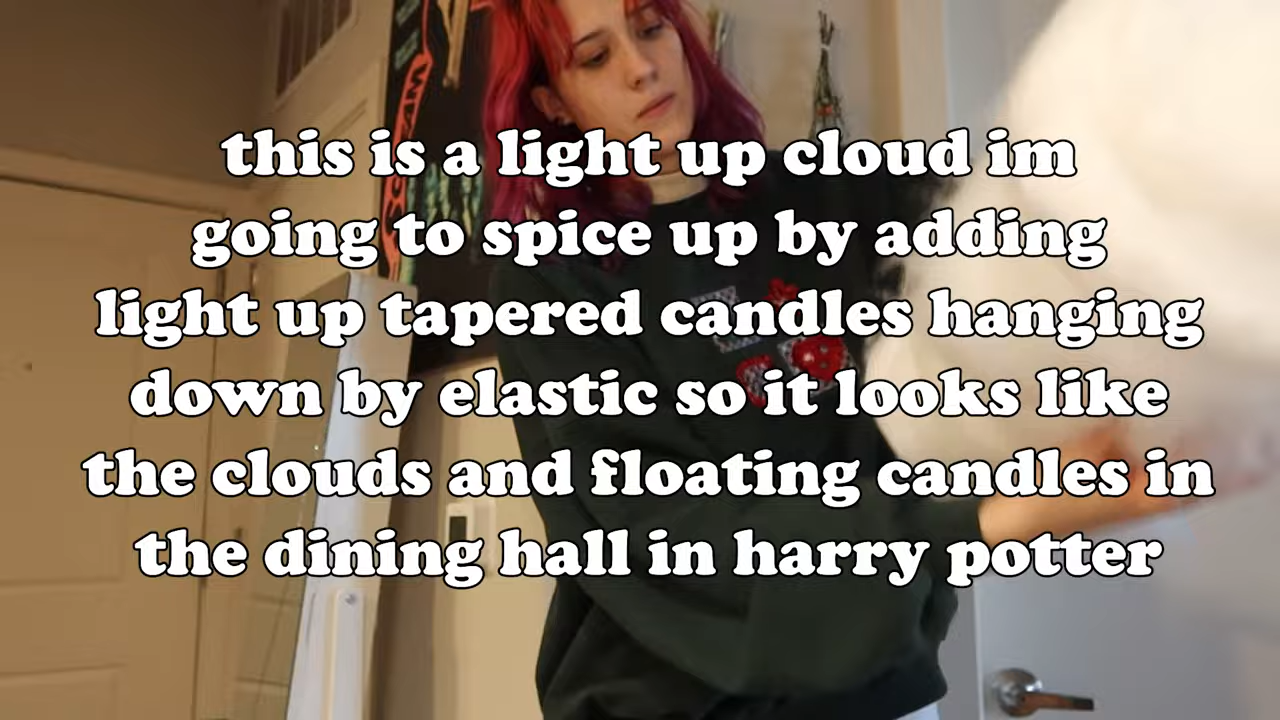 this is a light up cloud im
going to spice up by adding
light up tapered candles hanging
down by elastic so it looks like
the clouds and floating candles in
the dining hall in harry potter